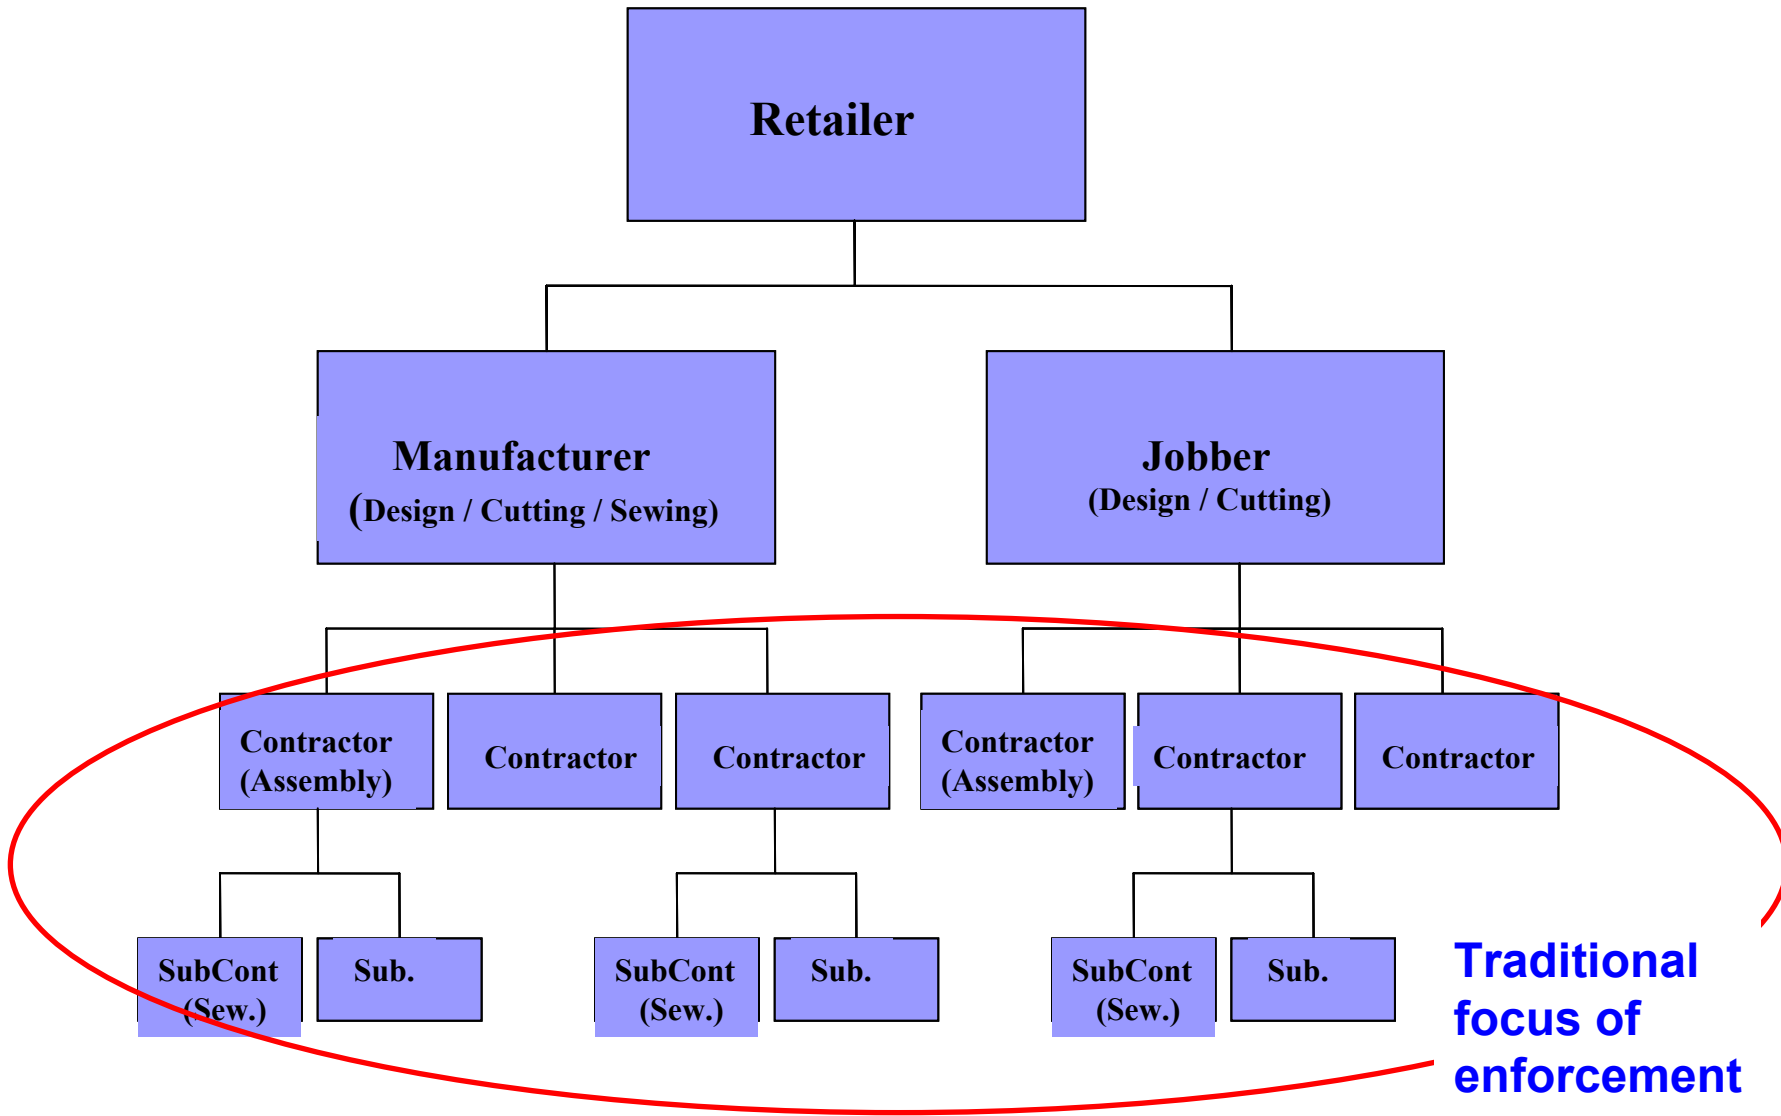 Retailer
Manufacturer
(Design / Cutting / Sewing)
Jobber
(Design / Cutting)
Contractor
(Assembly)
Contractor
Contractor
Contractor
(Assembly)
Contractor
Contractor
SubCont
(Sew.)
Sub.
SubCont
(Sew.)
Sub.
SubCont
(Sew.)
Sub.
Traditional
focus of
enforcement